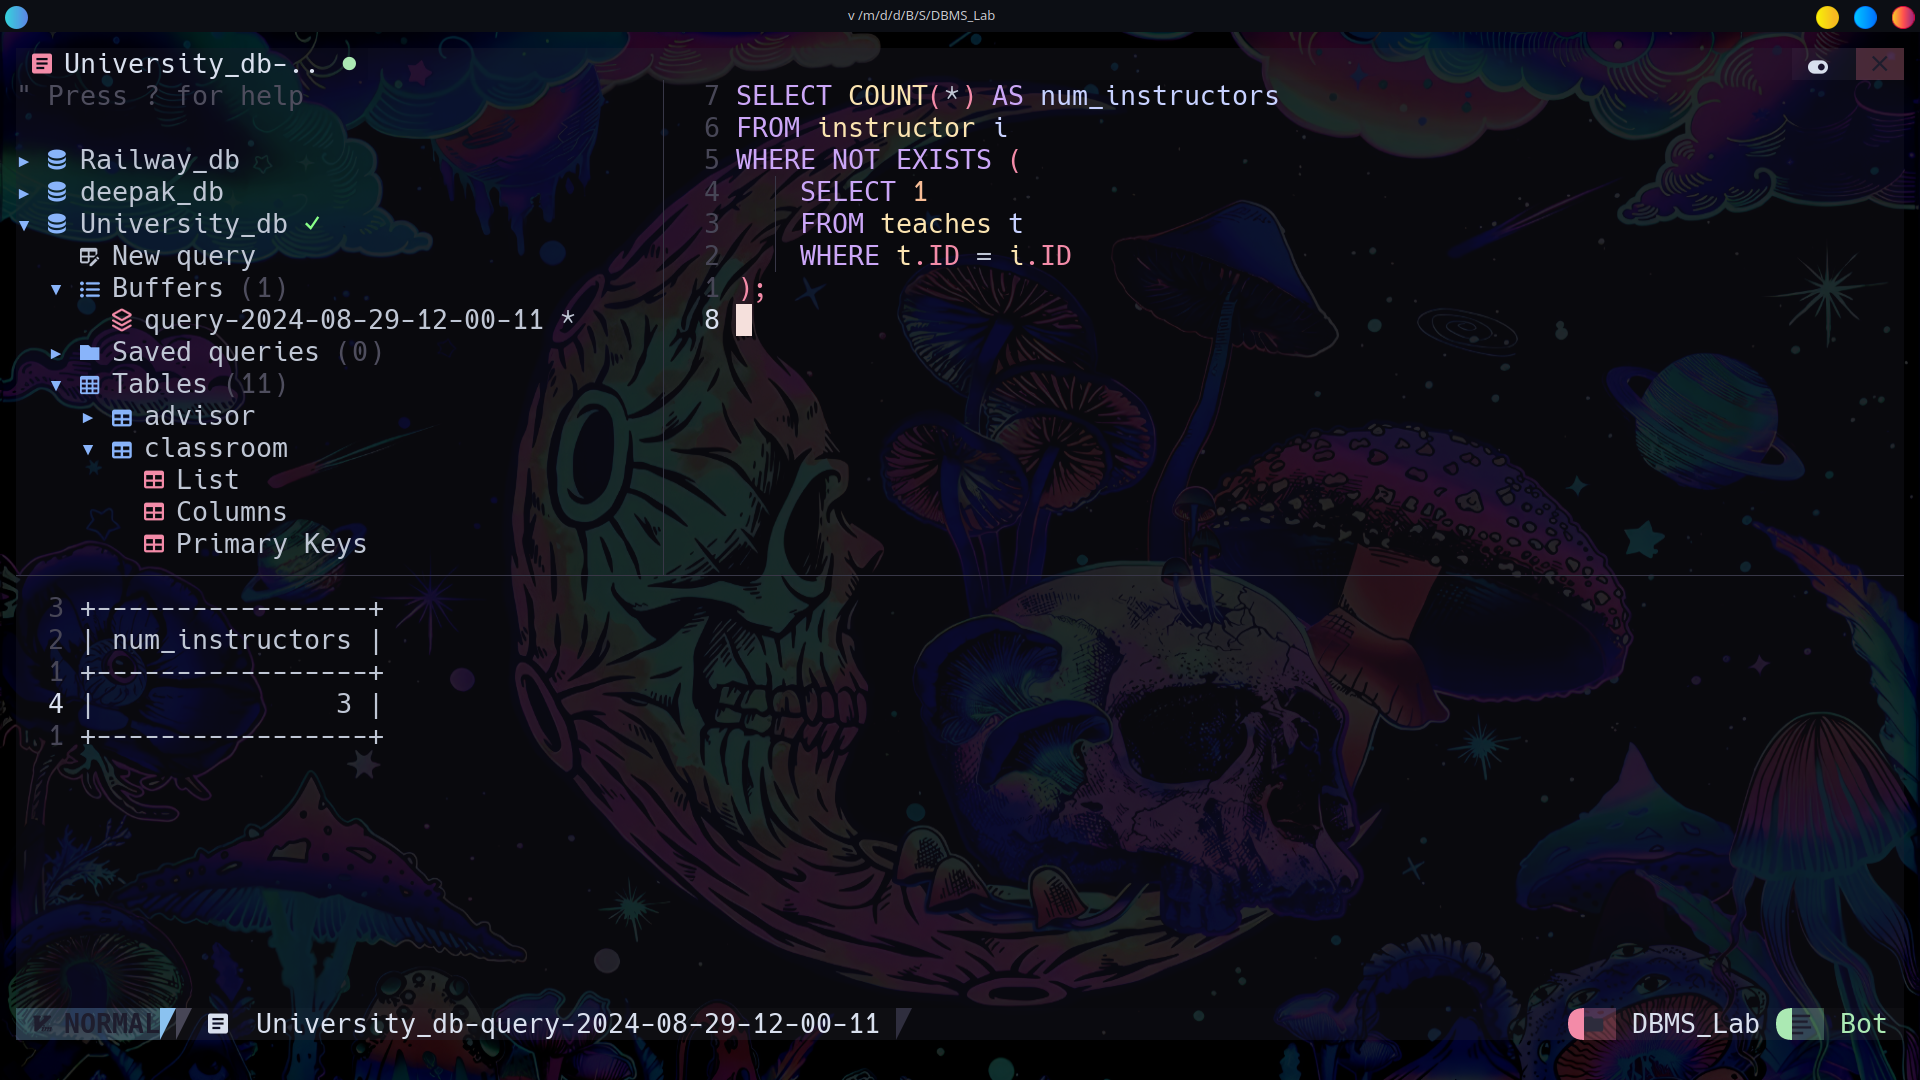 v /m/d/d/B/S/DBMS_Lab
University_db-..
" Press ? for help
Railway_db
deepak_db
University_db ✓
New query
Buffers (1)
query-2024-08-29-12-00-11 *
Saved queries (0)
Tables (11)
advisor
classroom
List
Columns
Primary Keys
7 SELECT COUNT(*) AS num_instructors
6 FROM instructor i
5 WHERE NOT EXISTS (
4 SELECT 1
3 FROM teaches t
2 WHERE t.ID = i.ID
1 );
8
3 +-----------------+
2 | num_instructors |
1 +-----------------+
4 |               3 |
1 +-----------------+
NORMAL University_db-query-2024-08-29-12-00-11 DBMS_Lab Bot